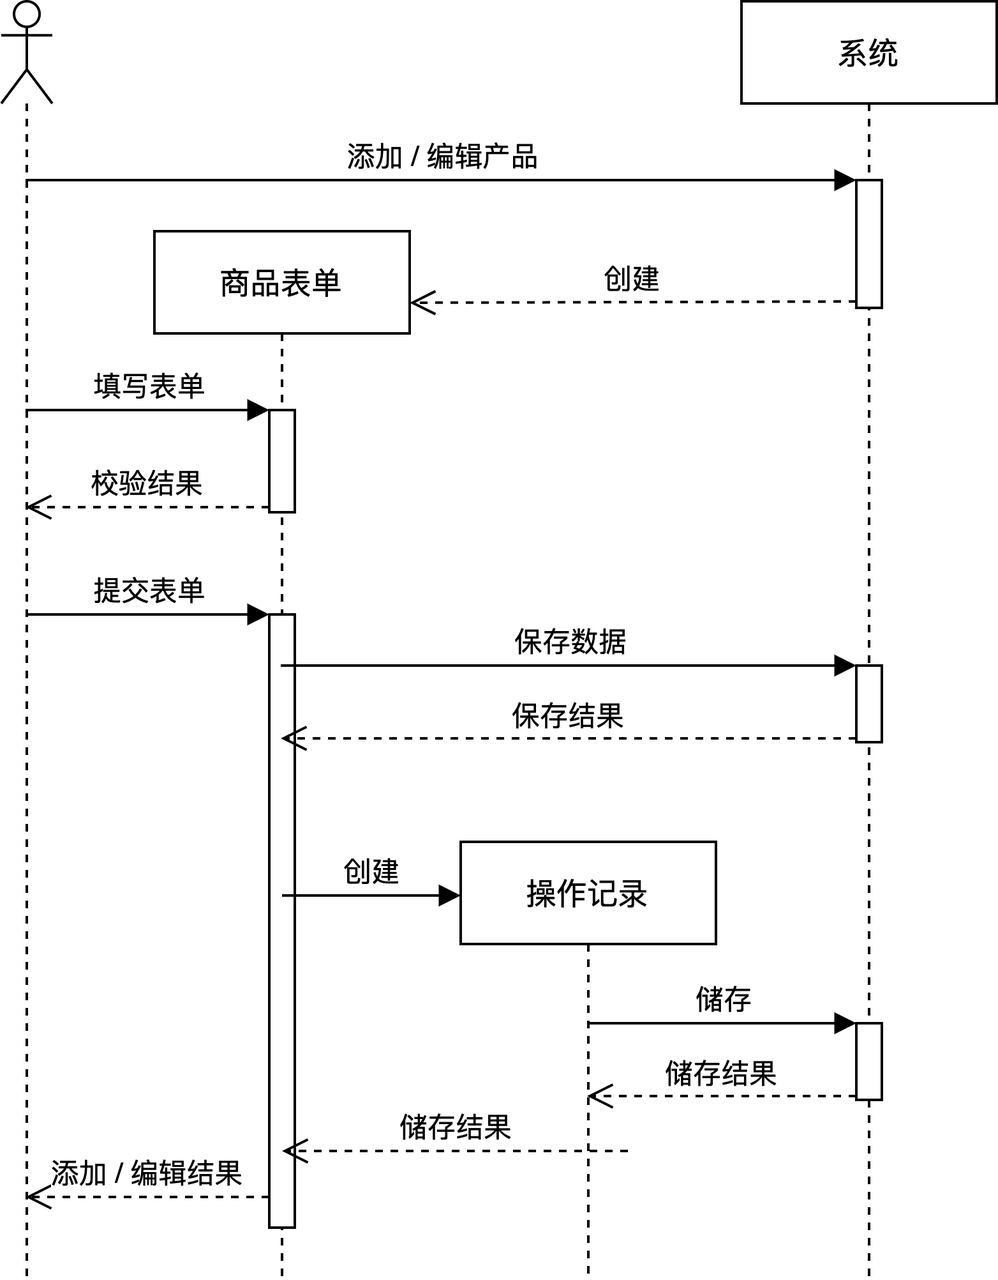 系统
添加 / 编辑产品
创建
商品表单
填写表单
校验结果
提交表单
保存数据
保存结果
创建
操作记录
储存
储存结果
储存结果
添加 / 编辑结果